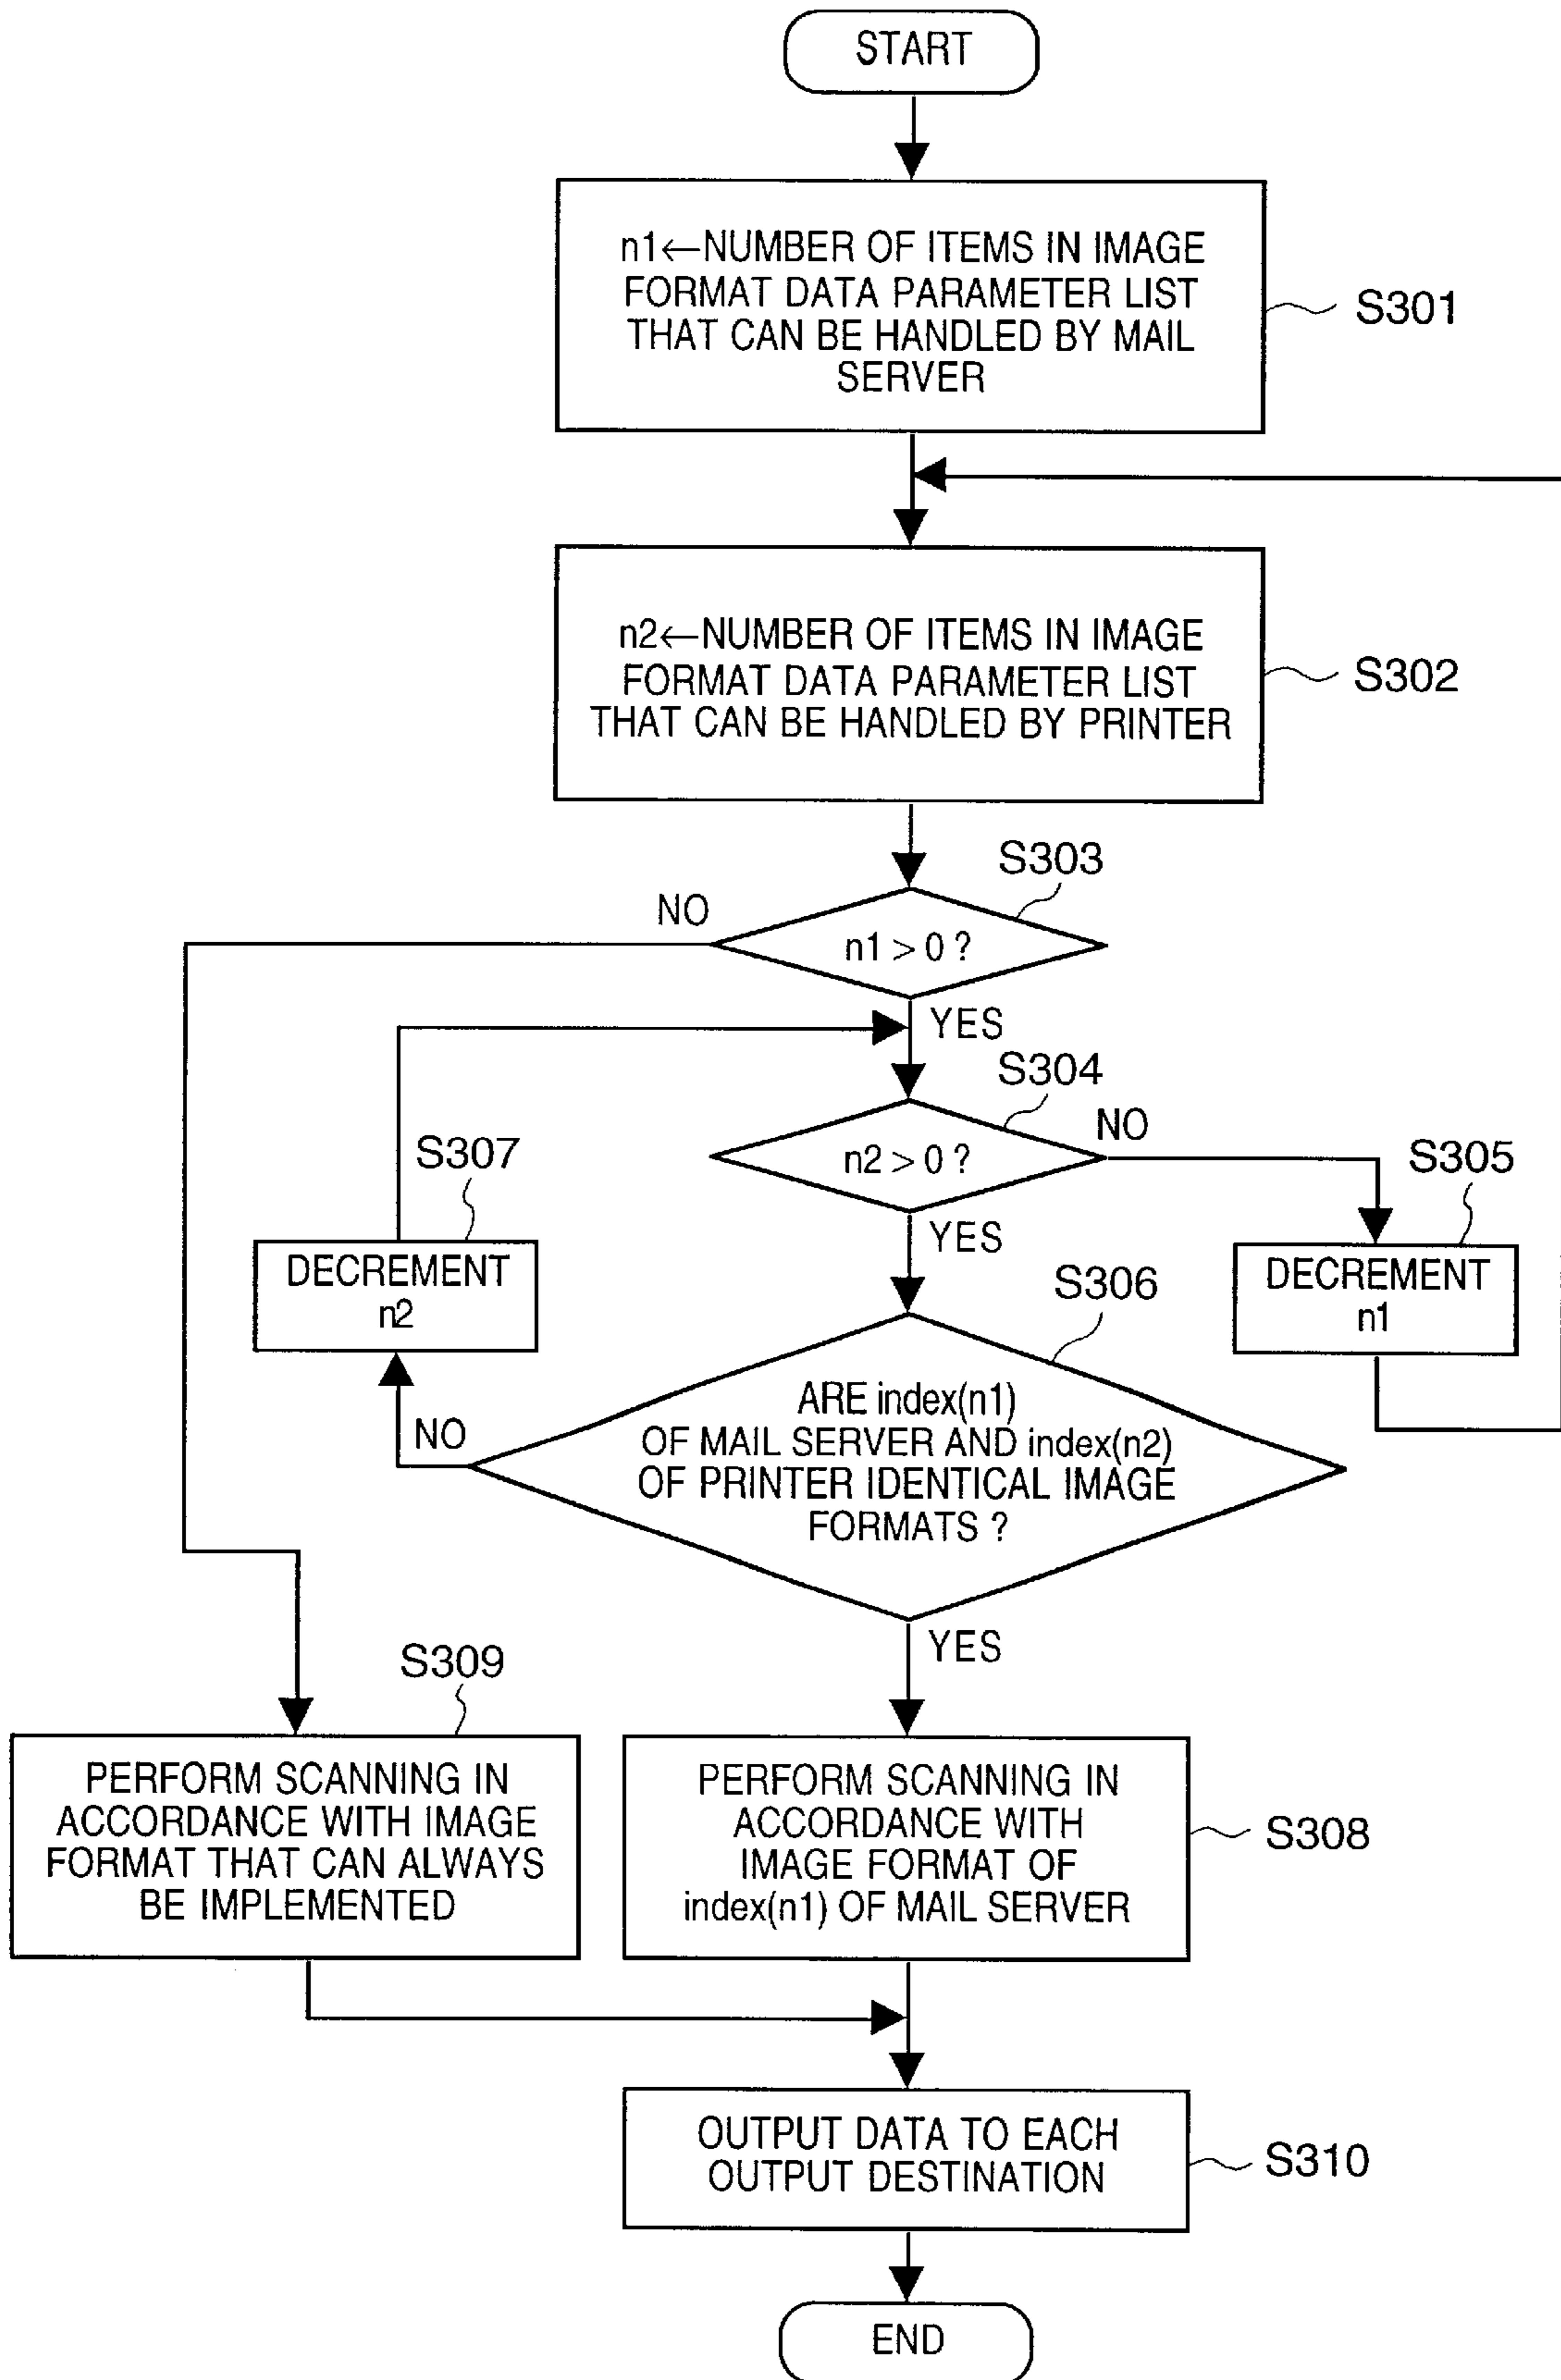 START
n1←NUMBER OF ITEMS IN IMAGE
FORMAT DATA PARAMETER LIST
THAT CAN BE HANDLED BY MAIL
SERVER
S301
n2←NUMBER OF ITEMS IN IMAGE
FORMAT DATA PARAMETER LIST
THAT CAN BE HANDLED BY PRINTER
S302
S303
NO
n1 > 0 ?
YES
S304
NO
n2 > 0 ?
YES
S307
DECREMENT
n2
S305
DECREMENT
n1
S306
ARE index(n1)
OF MAIL SERVER AND index(n2)
OF PRINTER IDENTICAL IMAGE
FORMATS ?
NO
YES
S309
PERFORM SCANNING IN
ACCORDANCE WITH IMAGE
FORMAT THAT CAN ALWAYS
BE IMPLEMENTED
PERFORM SCANNING IN
ACCORDANCE WITH
IMAGE FORMAT OF
index(n1) OF MAIL SERVER
S308
OUTPUT DATA TO EACH
OUTPUT DESTINATION
S310
END